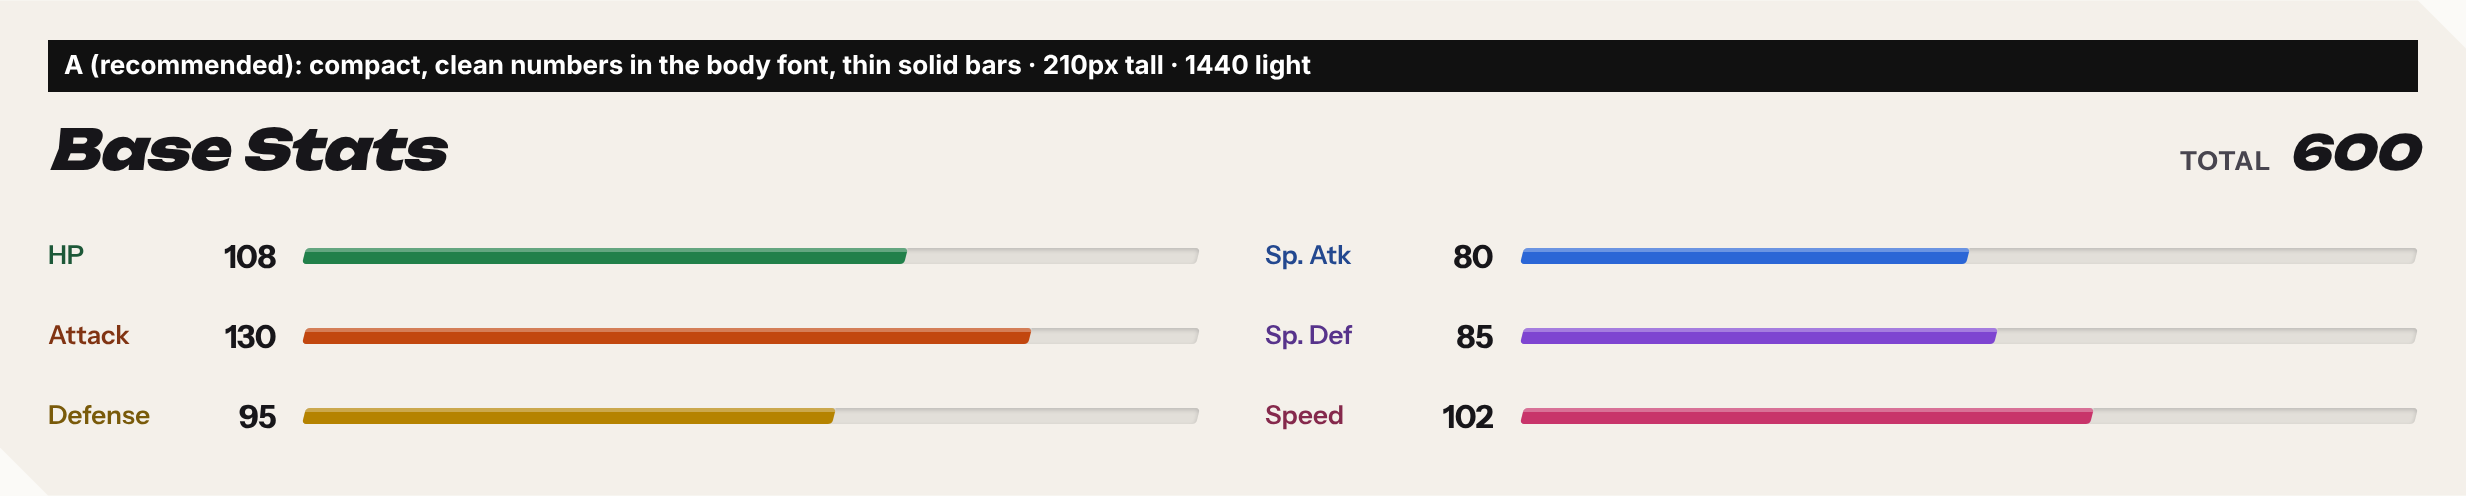 A (recommended): compact, clean numbers in the body font, thin solid bars · 210px tall · 1440 light
Base Stats
TOTAL 600
HP 108
Attack 130
Defense 95
Sp. Atk 80
Sp. Def 85
Speed 102